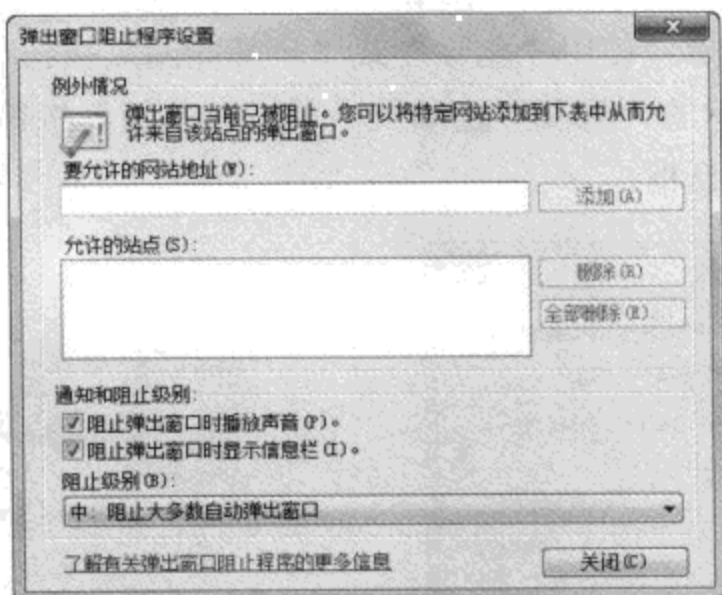 弹出窗口阻止程序设置
例外情况
弹出窗口当前已被阻止。您可以将特定网站添加到下表中从而允
许来自该站点的弹出窗口。
要允许的网站地址(W):
添加(A)
允许的站点(S):
删除(R)
全部删除(E)
通知和阻止级别:
阻止弹出窗口时播放声音(P)。
阻止弹出窗口时显示信息栏(I)。
阻止级别(B):
中: 阻止大多数自动弹出窗口
了解有关弹出窗口阻止程序的更多信息
关闭(C)